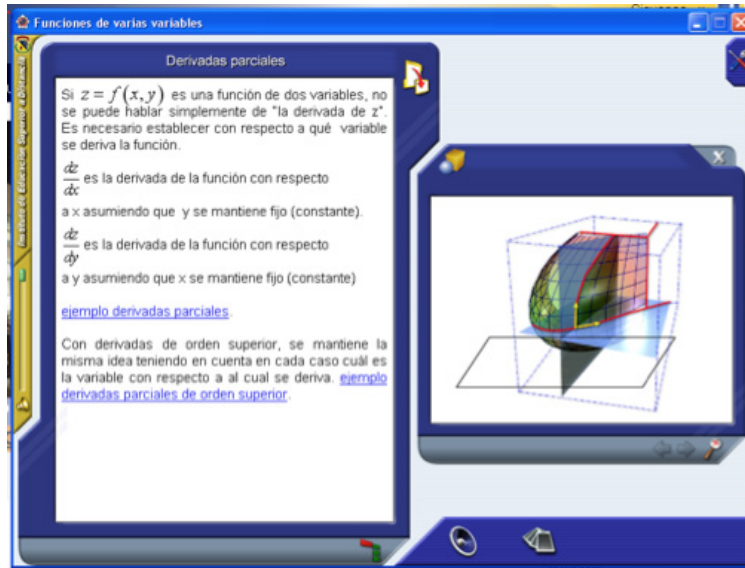 Funciones de varias variables
Instituto de Educación Superior a Distancia
Derivadas parciales
Si z = f(x, y) es una función de dos variables, no
se puede hablar simplemente de "la derivada de z".
Es necesario establecer con respecto a qué variable
se deriva la función.
dz/dx es la derivada de la función con respecto
a x asumiendo que y se mantiene fijo (constante).
dz/dy es la derivada de la función con respecto
a y asumiendo que x se mantiene fijo (constante)
ejemplo derivadas parciales.
Con derivadas de orden superior, se mantiene la
misma idea teniendo en cuenta en cada caso cuál es
la variable con respecto a al cual se deriva. ejemplo
derivadas parciales de orden superior.
X